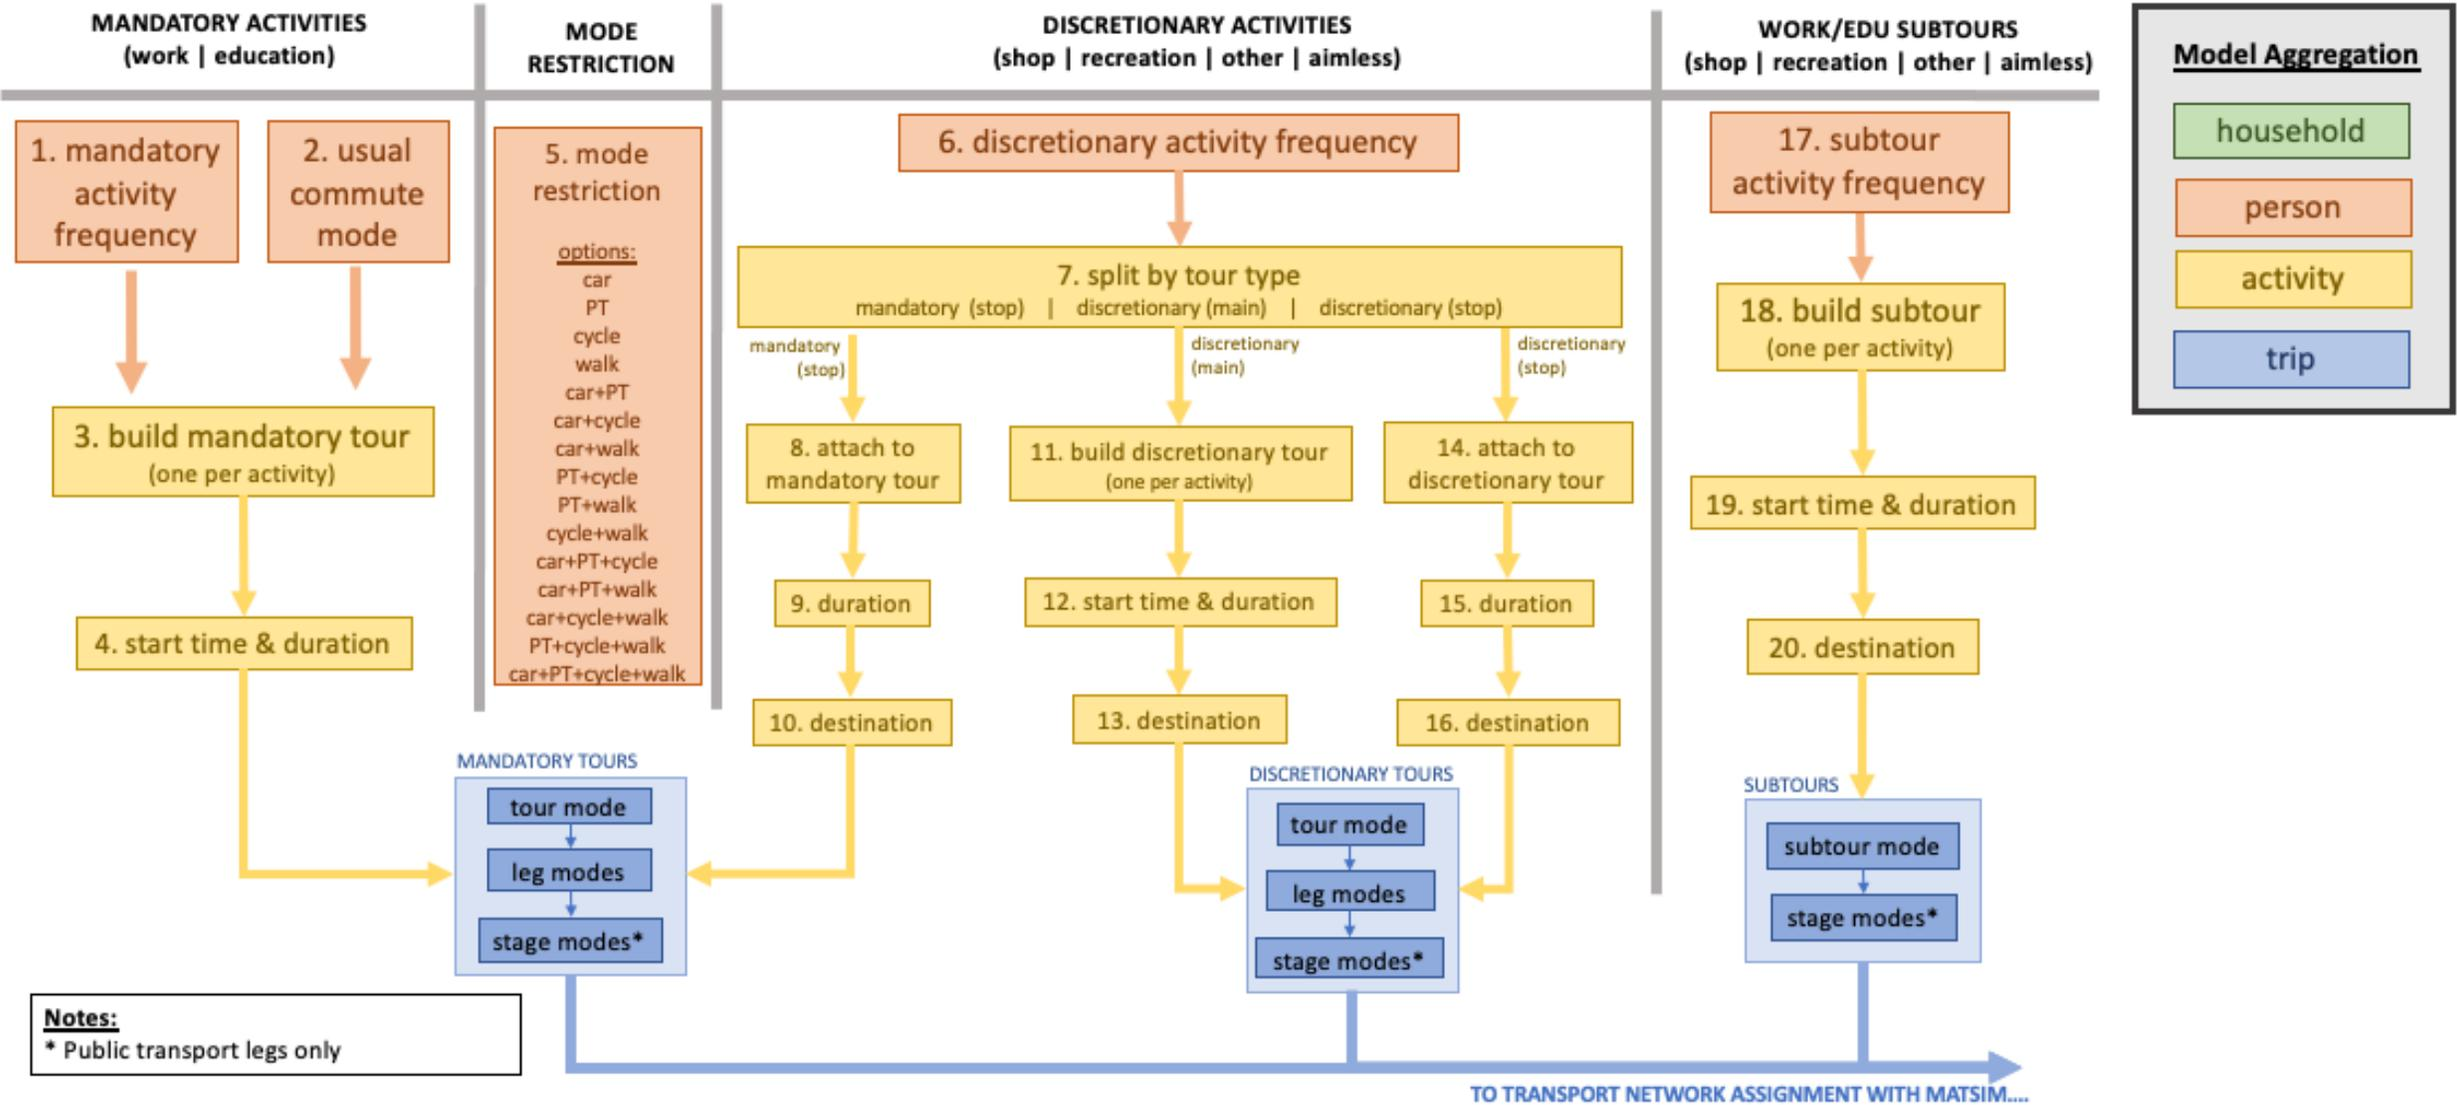 MANDATORY ACTIVITIES
(work | education)
1. mandatory
activity
frequency
2. usual
commute
mode
3. build mandatory tour
(one per activity)
4. start time & duration
MODE
RESTRICTION
5. mode
restriction
options:
car
PT
cycle
walk
car+PT
car+cycle
car+walk
PT+cycle
PT+walk
cycle+walk
car+PT+cycle
car+PT+walk
car+cycle+walk
PT+cycle+walk
car+PT+cycle+walk
DISCRETIONARY ACTIVITIES
(shop | recreation | other | aimless)
6. discretionary activity frequency
7. split by tour type
mandatory (stop) | discretionary (main) | discretionary (stop)
mandatory
(stop)
discretionary
(main)
discretionary
(stop)
8. attach to
mandatory tour
9. duration
10. destination
11. build discretionary tour
(one per activity)
12. start time & duration
13. destination
14. attach to
discretionary tour
15. duration
16. destination
WORK/EDU SUBTOURS
(shop | recreation | other | aimless)
17. subtour
activity frequency
18. build subtour
(one per activity)
19. start time & duration
20. destination
Model Aggregation
household
person
activity
trip
MANDATORY TOURS
tour mode
leg modes
stage modes*
DISCRETIONARY TOURS
tour mode
leg modes
stage modes*
SUBTOURS
subtour mode
stage modes*
Notes:
* Public transport legs only
TO TRANSPORT NETWORK ASSIGNMENT WITH MATSIM....